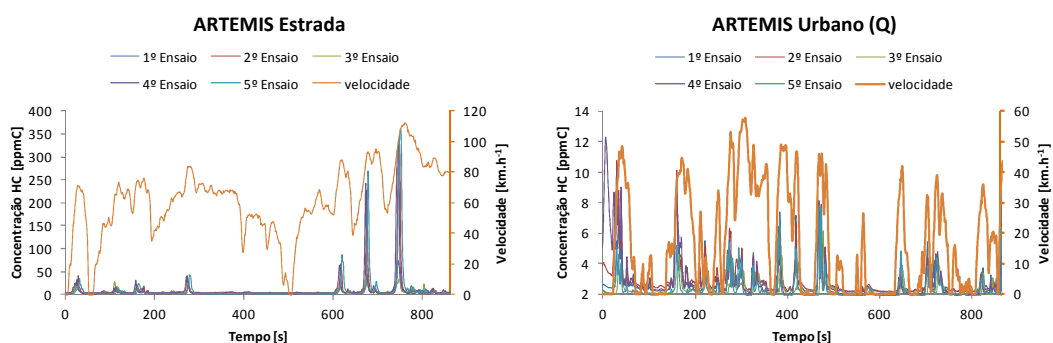 ARTEMIS Estrada
1º Ensaio 2º Ensaio 3º Ensaio
4º Ensaio 5º Ensaio velocidade
400 350 300 250 200 150 100 50 0
Concentração HC [ppmC]
120 100 80 60 40 20 0
Velocidade [km.h⁻¹]
0 200 400 600 800
Tempo [s]
ARTEMIS Urbano (Q)
1º Ensaio 2º Ensaio 3º Ensaio
4º Ensaio 5º Ensaio velocidade
14 12 10 8 6 4 2
Concentração HC [ppmC]
60 50 40 30 20 10 0
Velocidade [km.h⁻¹]
0 200 400 600 800
Tempo [s]